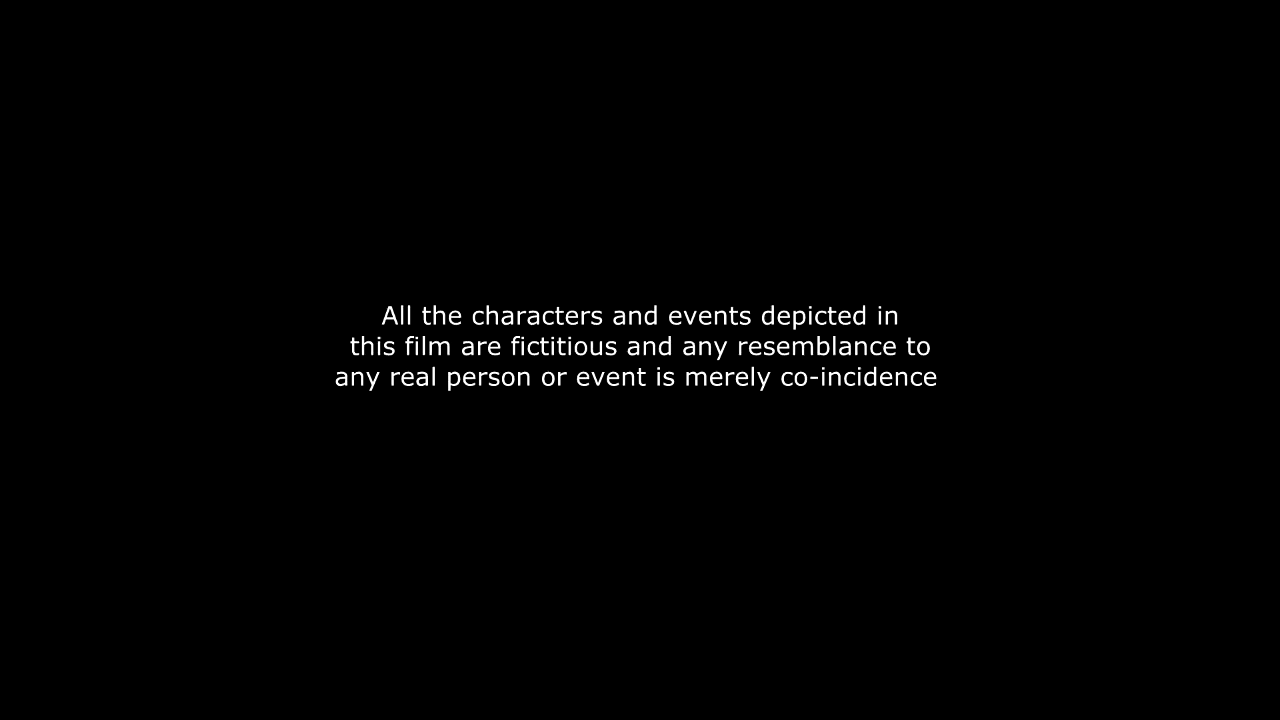 All the characters and events depicted in
this film are fictitious and any resemblance to
any real person or event is merely co-incidence